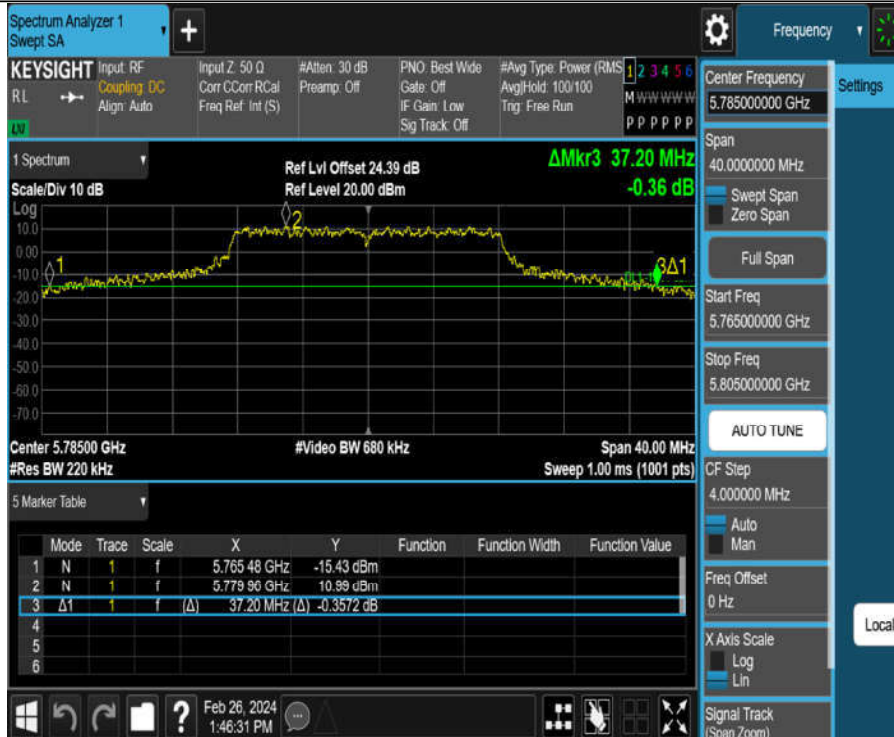 Spectrum Analyzer 1
Swept SA
+
Frequency
KEYSIGHT
RL
LXI
Input: RF
Coupling: DC
Align: Auto
Input Z: 50 Ω
Corr CCorr RCal
Freq Ref: Int (S)
#Atten: 30 dB
Preamp: Off
PNO: Best Wide
Gate: Off
IF Gain: Low
Sig Track: Off
#Avg Type: Power (RMS
Avg|Hold: 100/100
Trig: Free Run
1 2 3 4 5 6
M W W W W W
P P P P P P
1 Spectrum
Scale/Div 10 dB
Ref Lvl Offset 24.39 dB
Ref Level 20.00 dBm
ΔMkr3 37.20 MHz
-0.36 dB
Log
10.0
0.00
-10.0
-20.0
-30.0
-40.0
-50.0
-60.0
-70.0
1
2
3Δ1
Center 5.78500 GHz
#Res BW 220 kHz
#Video BW 680 kHz
Span 40.00 MHz
Sweep 1.00 ms (1001 pts)
5 Marker Table
Mode Trace Scale X Y Function Function Width Function Value
1 N 1 f 5.765 48 GHz -15.43 dBm
2 N 1 f 5.779 96 GHz 10.99 dBm
3 Δ1 1 f (Δ) 37.20 MHz (Δ) -0.3572 dB
4
5
6
?
Feb 26, 2024
1:46:31 PM
Center Frequency
5.785000000 GHz
Span
40.0000000 MHz
Swept Span
Zero Span
Full Span
Start Freq
5.765000000 GHz
Stop Freq
5.805000000 GHz
AUTO TUNE
CF Step
4.000000 MHz
Auto
Man
Freq Offset
0 Hz
X Axis Scale
Log
Lin
Signal Track
(Span Zoom)
Settings
Local